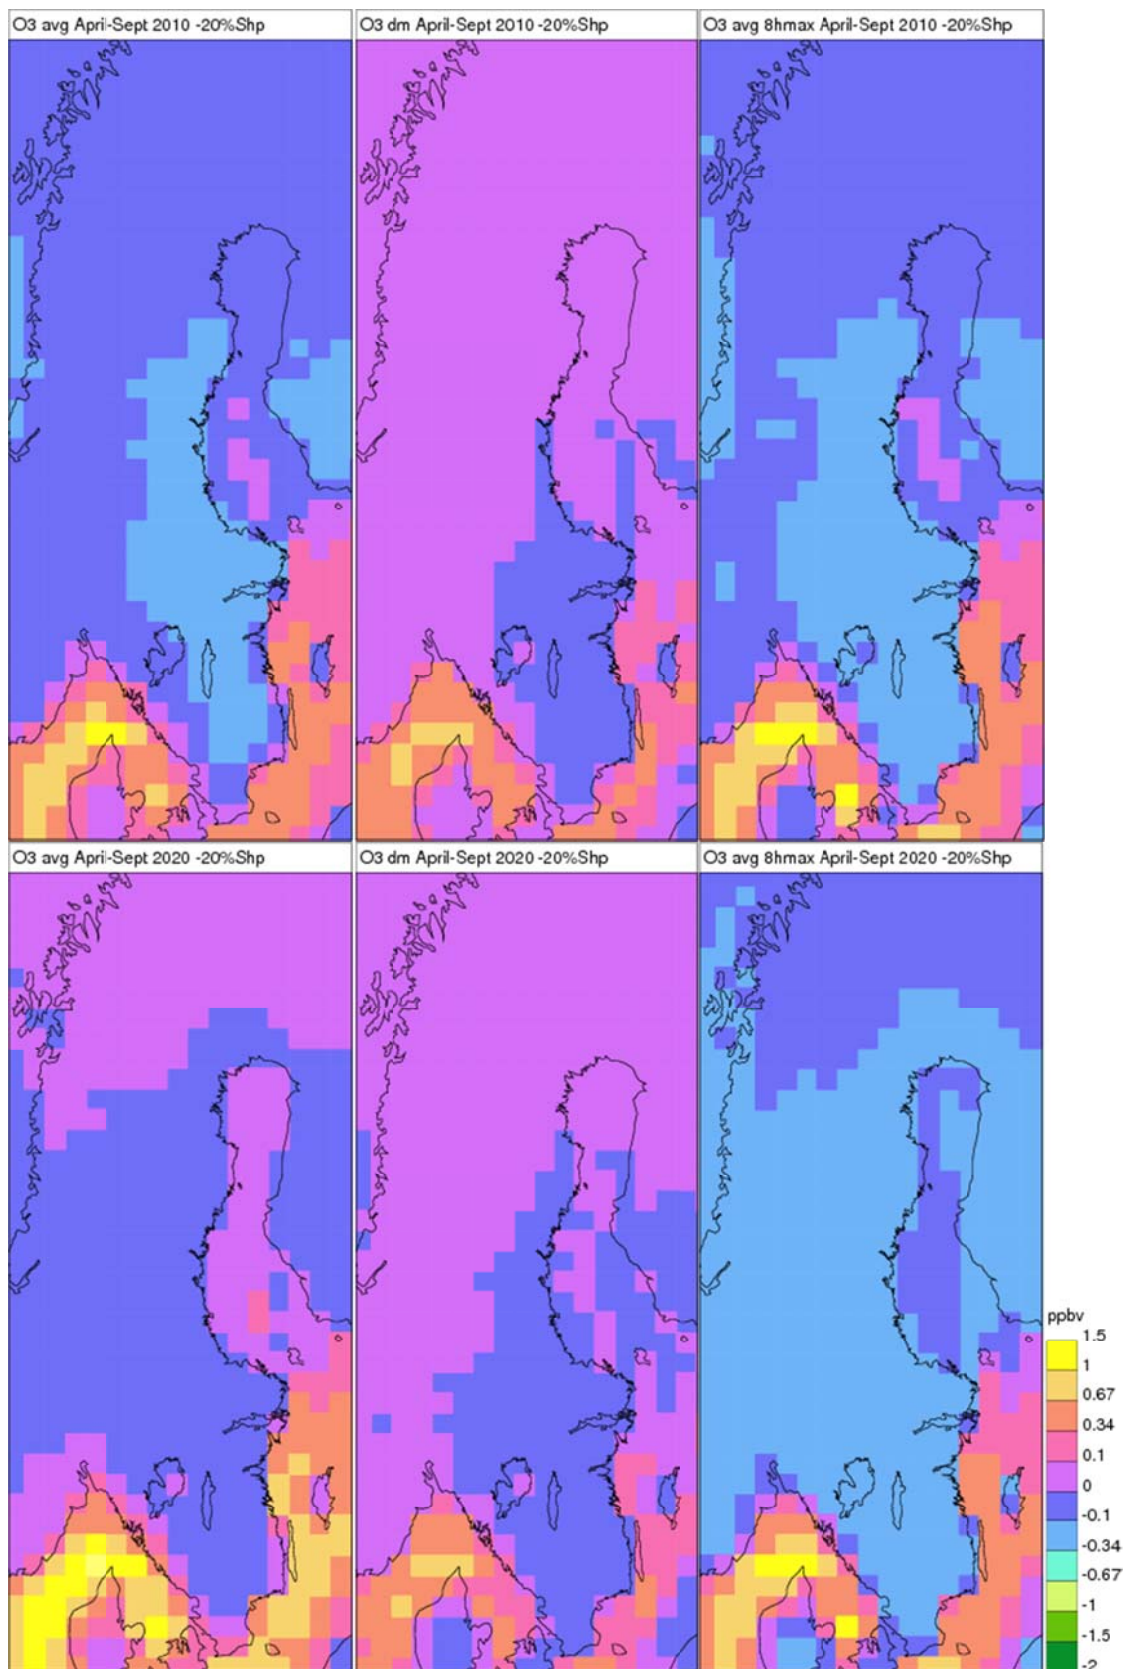 O3 avg April-Sept 2010 -20%Shp
O3 dm April-Sept 2010 -20%Shp
O3 avg 8hmax April-Sept 2010 -20%Shp
O3 avg April-Sept 2020 -20%Shp
O3 dm April-Sept 2020 -20%Shp
O3 avg 8hmax April-Sept 2020 -20%Shp
ppbv
1.5
1
0.67
0.34
0.1
0
-0.1
-0.34
-0.67
-1
-1.5
-2